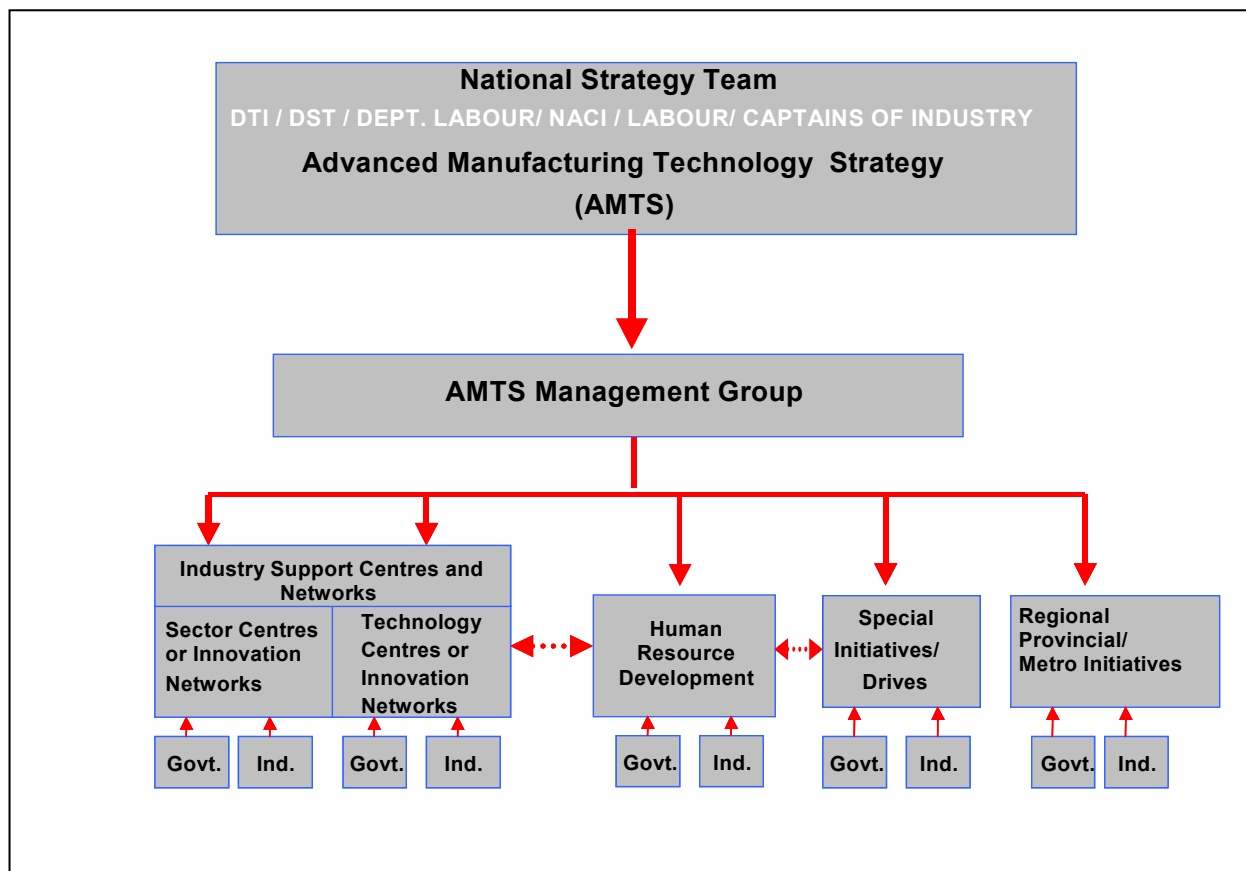 National Strategy Team
DTI / DST / DEPT. LABOUR/ NACI / LABOUR/ CAPTAINS OF INDUSTRY
Advanced Manufacturing Technology Strategy
(AMTS)
AMTS Management Group
Industry Support Centres and
Networks
Sector Centres
or Innovation
Networks
Technology
Centres or
Innovation
Networks
Human
Resource
Development
Special
Initiatives/
Drives
Regional
Provincial/
Metro Initiatives
Govt.
Ind.
Govt.
Ind.
Govt.
Ind.
Govt.
Ind.
Govt.
Ind.